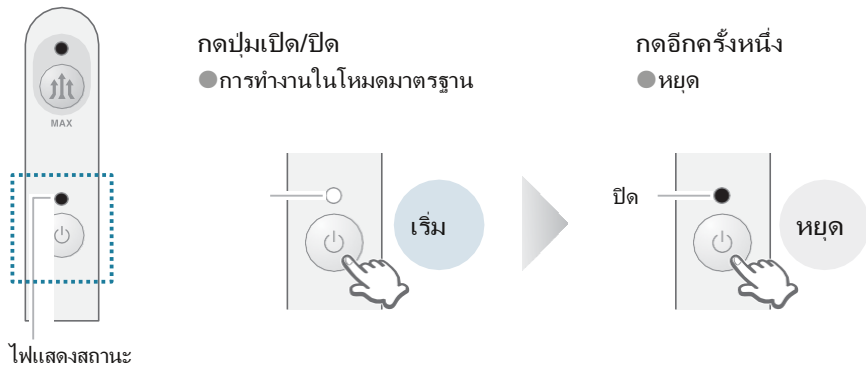 กดปุ่มเปิด/ปิด
●การทำงานในโหมดมาตรฐาน
กดอีกครั้งหนึ่ง
●หยุด
MAX
เริ่ม
ปิด
หยุด
ไฟแสดงสถานะ